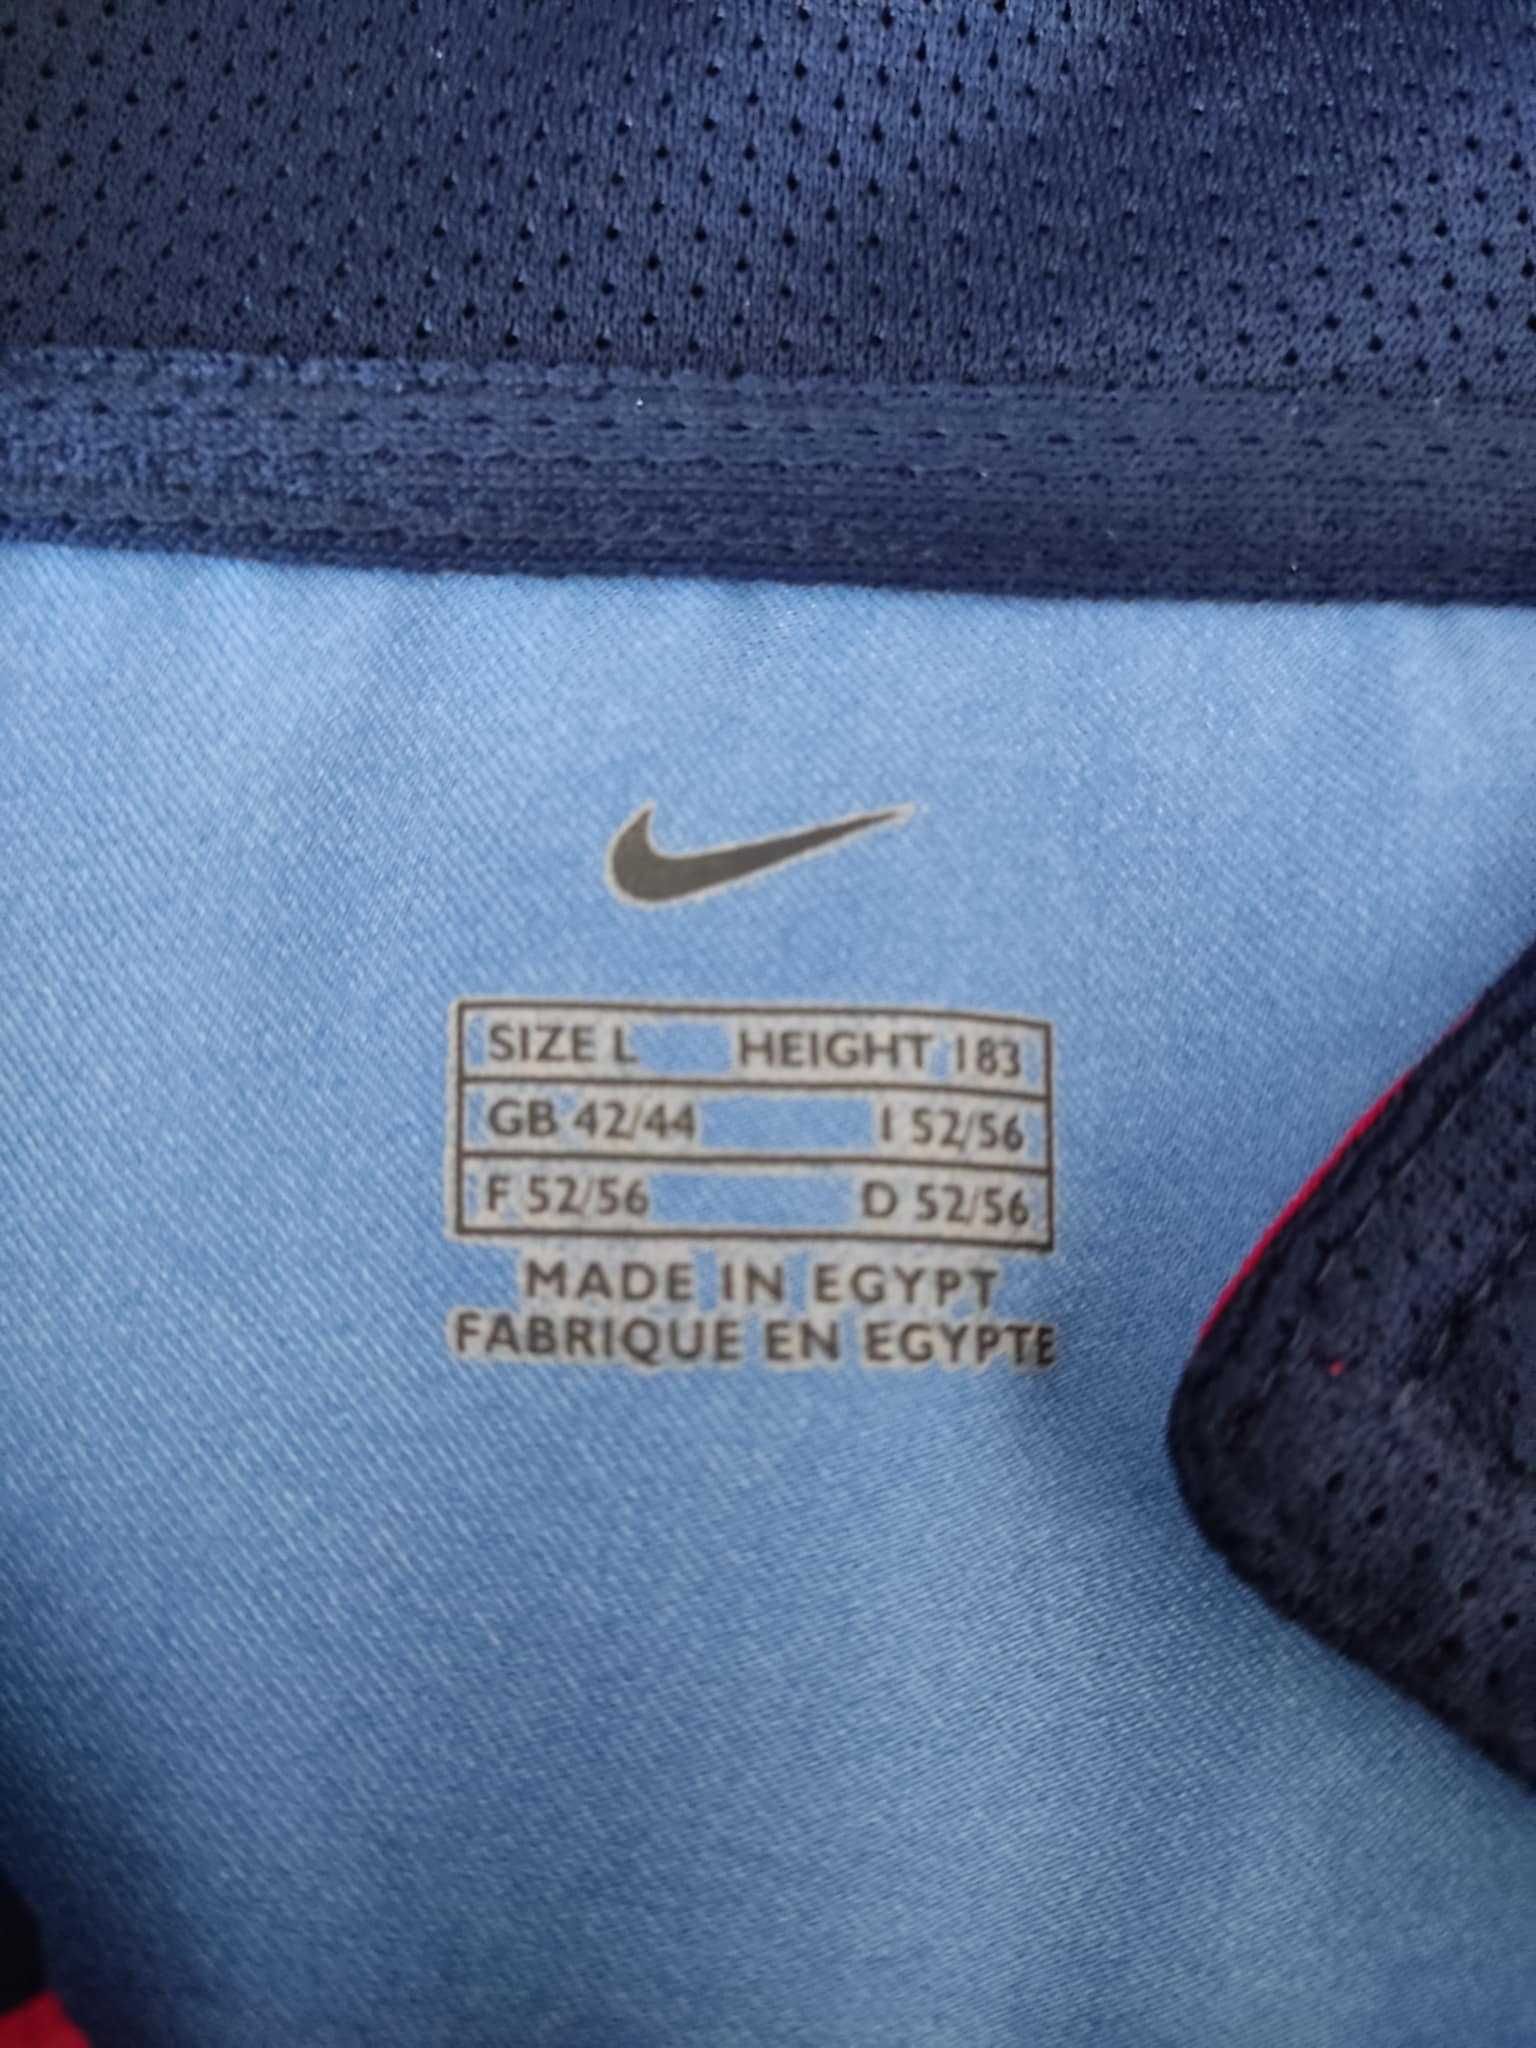 SIZE L HEIGHT 183
GB 42/44 I 52/56
F 52/56 D 52/56
MADE IN EGYPT
FABRIQUE EN EGYPTE